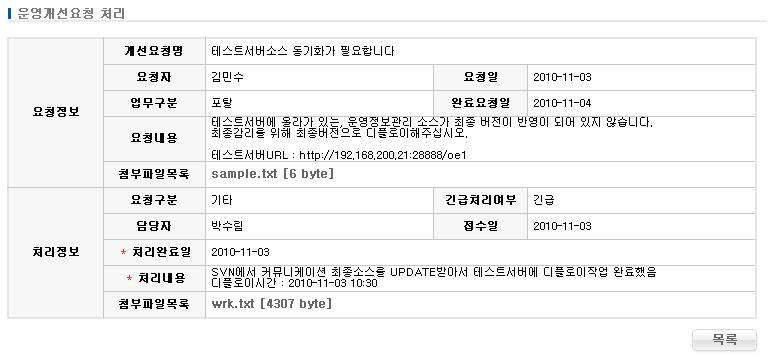 운영개선요청 처리
요청정보
개선요청명 테스트서버소스 동기화가 필요합니다
요청자 김민수 요청일 2010-11-03
업무구분 포탈 완료요청일 2010-11-04
요청내용 테스트서버에 올라가 있는, 운영정보관리 소스가 최종 버전이 반영이 되어 있지 않습니다.
최종감리를 위해 최종버전으로 디플로이해주십시오.
테스트서버URL : http://192.168.200.21:28888/oe1
첨부파일목록 sample.txt [6 byte]
처리정보
요청구분 기타 긴급처리여부 긴급
담당자 박수림 접수일 2010-11-03
* 처리완료일 2010-11-03
* 처리내용 SVN에서 커뮤니케이션 최종소스를 UPDATE받아서 테스트서버에 디플로이작업 완료했음
디플로이시간 : 2010-11-03 10:30
첨부파일목록 wrk.txt [4307 byte]
목록